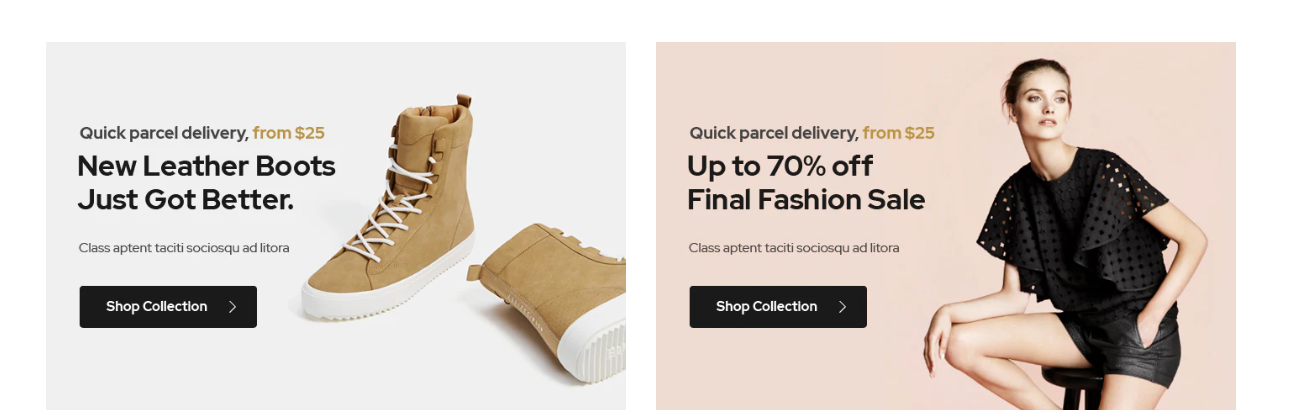 Quick parcel delivery, from $25
New Leather Boots
Just Got Better.
Class aptent taciti sociosqu ad litora
Shop Collection
Quick parcel delivery, from $25
Up to 70% off
Final Fashion Sale
Class aptent taciti sociosqu ad litora
Shop Collection